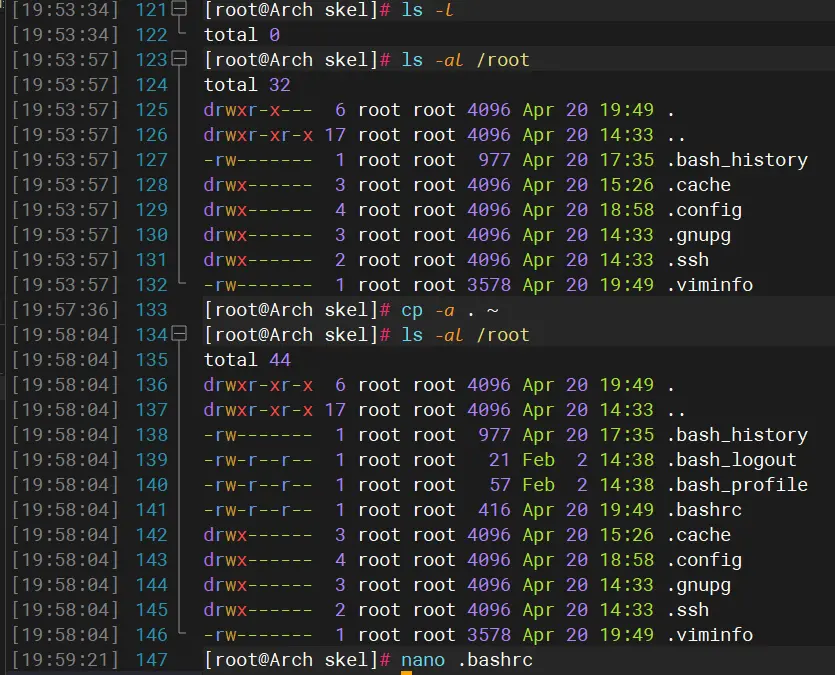 [19:53:34] 121 [root@Arch skel]# ls -l
[19:53:34] 122 total 0
[19:53:57] 123 [root@Arch skel]# ls -al /root
[19:53:57] 124 total 32
[19:53:57] 125 drwxr-x--- 6 root root 4096 Apr 20 19:49 .
[19:53:57] 126 drwxr-xr-x 17 root root 4096 Apr 20 14:33 ..
[19:53:57] 127 -rw------- 1 root root 977 Apr 20 17:35 .bash_history
[19:53:57] 128 drwx------ 3 root root 4096 Apr 20 15:26 .cache
[19:53:57] 129 drwx------ 4 root root 4096 Apr 20 18:58 .config
[19:53:57] 130 drwx------ 3 root root 4096 Apr 20 14:33 .gnupg
[19:53:57] 131 drwx------ 2 root root 4096 Apr 20 14:33 .ssh
[19:53:57] 132 -rw------- 1 root root 3578 Apr 20 19:49 .viminfo
[19:57:36] 133 [root@Arch skel]# cp -a . ~
[19:58:04] 134 [root@Arch skel]# ls -al /root
[19:58:04] 135 total 44
[19:58:04] 136 drwxr-xr-x 6 root root 4096 Apr 20 19:49 .
[19:58:04] 137 drwxr-xr-x 17 root root 4096 Apr 20 14:33 ..
[19:58:04] 138 -rw------- 1 root root 977 Apr 20 17:35 .bash_history
[19:58:04] 139 -rw-r--r-- 1 root root 21 Feb 2 14:38 .bash_logout
[19:58:04] 140 -rw-r--r-- 1 root root 57 Feb 2 14:38 .bash_profile
[19:58:04] 141 -rw-r--r-- 1 root root 416 Apr 20 19:49 .bashrc
[19:58:04] 142 drwx------ 3 root root 4096 Apr 20 15:26 .cache
[19:58:04] 143 drwx------ 4 root root 4096 Apr 20 18:58 .config
[19:58:04] 144 drwx------ 3 root root 4096 Apr 20 14:33 .gnupg
[19:58:04] 145 drwx------ 2 root root 4096 Apr 20 14:33 .ssh
[19:58:04] 146 -rw------- 1 root root 3578 Apr 20 19:49 .viminfo
[19:59:21] 147 [root@Arch skel]# nano .bashrc